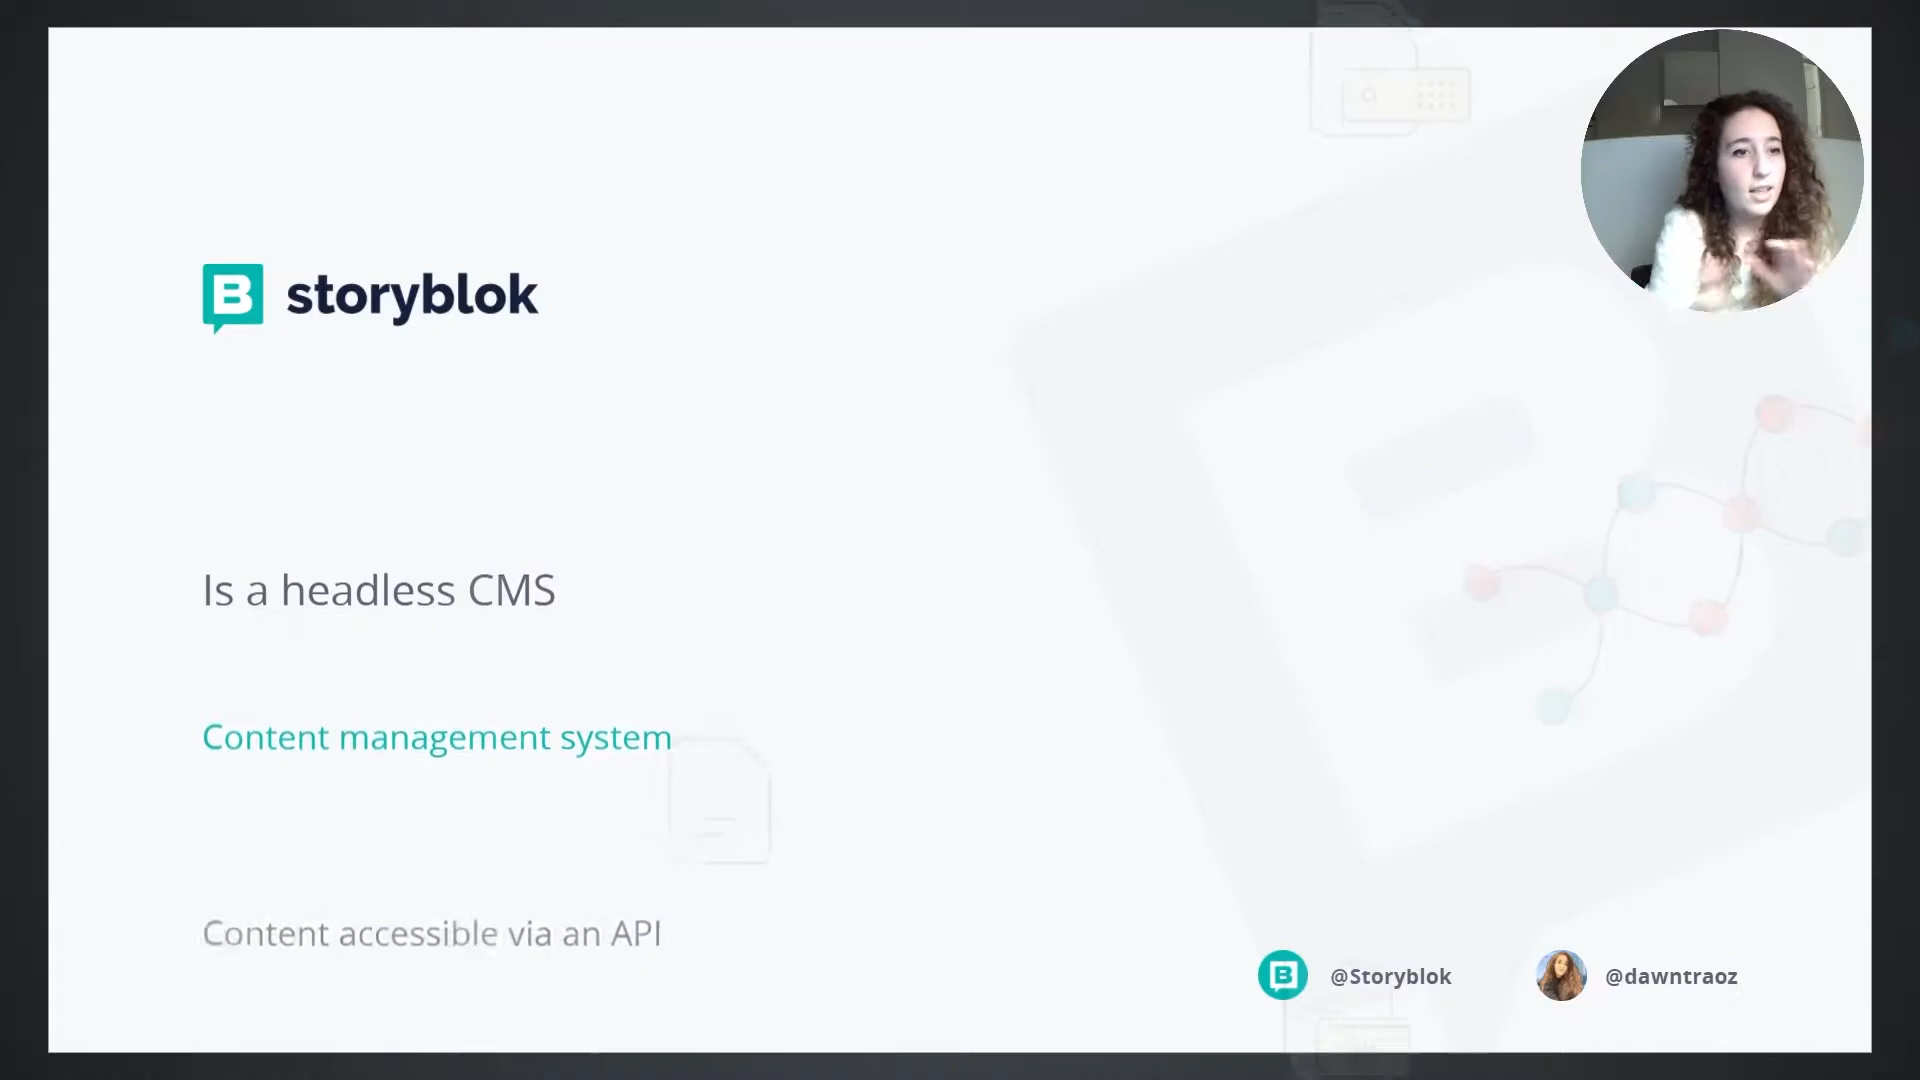 storyblok
Is a headless CMS
Content management system
Content accessible via an API
@Storyblok
@dawntraoz